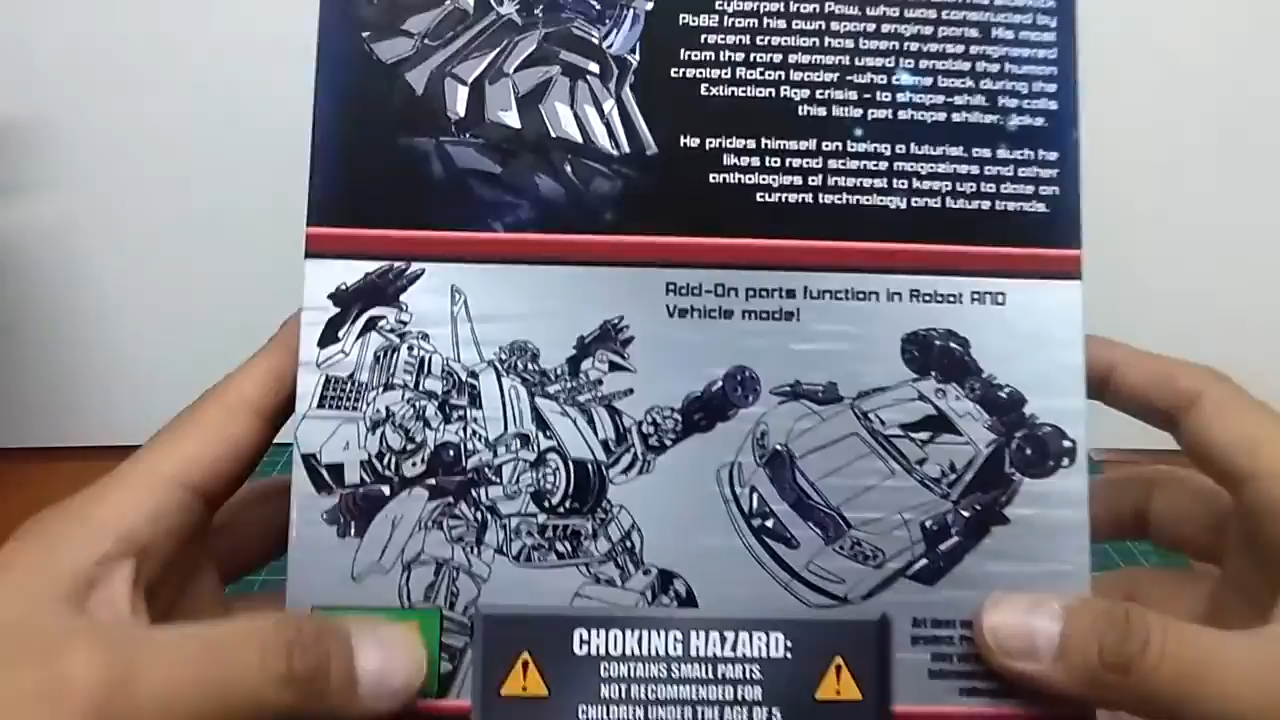 cyberpet Iron Paw, who was constructed by
Pb82 from his own spare engine parts. His most
recent creation has been reverse engineered
from the rare element used to enable the human
created RoCon leader -who come back during the
Extinction Age crisis - to shape-shift. He calls
this little pet shape shifter: Joke.
He prides himself on being a futurist, as such he
likes to read science magazines and other
anthologies of interest to keep up to date on
current technology and future trends.
Add-On parts function in Robot AND
Vehicle mode!
4
CHOKING HAZARD:
CONTAINS SMALL PARTS.
NOT RECOMMENDED FOR
CHILDREN UNDER THE AGE OF 5.